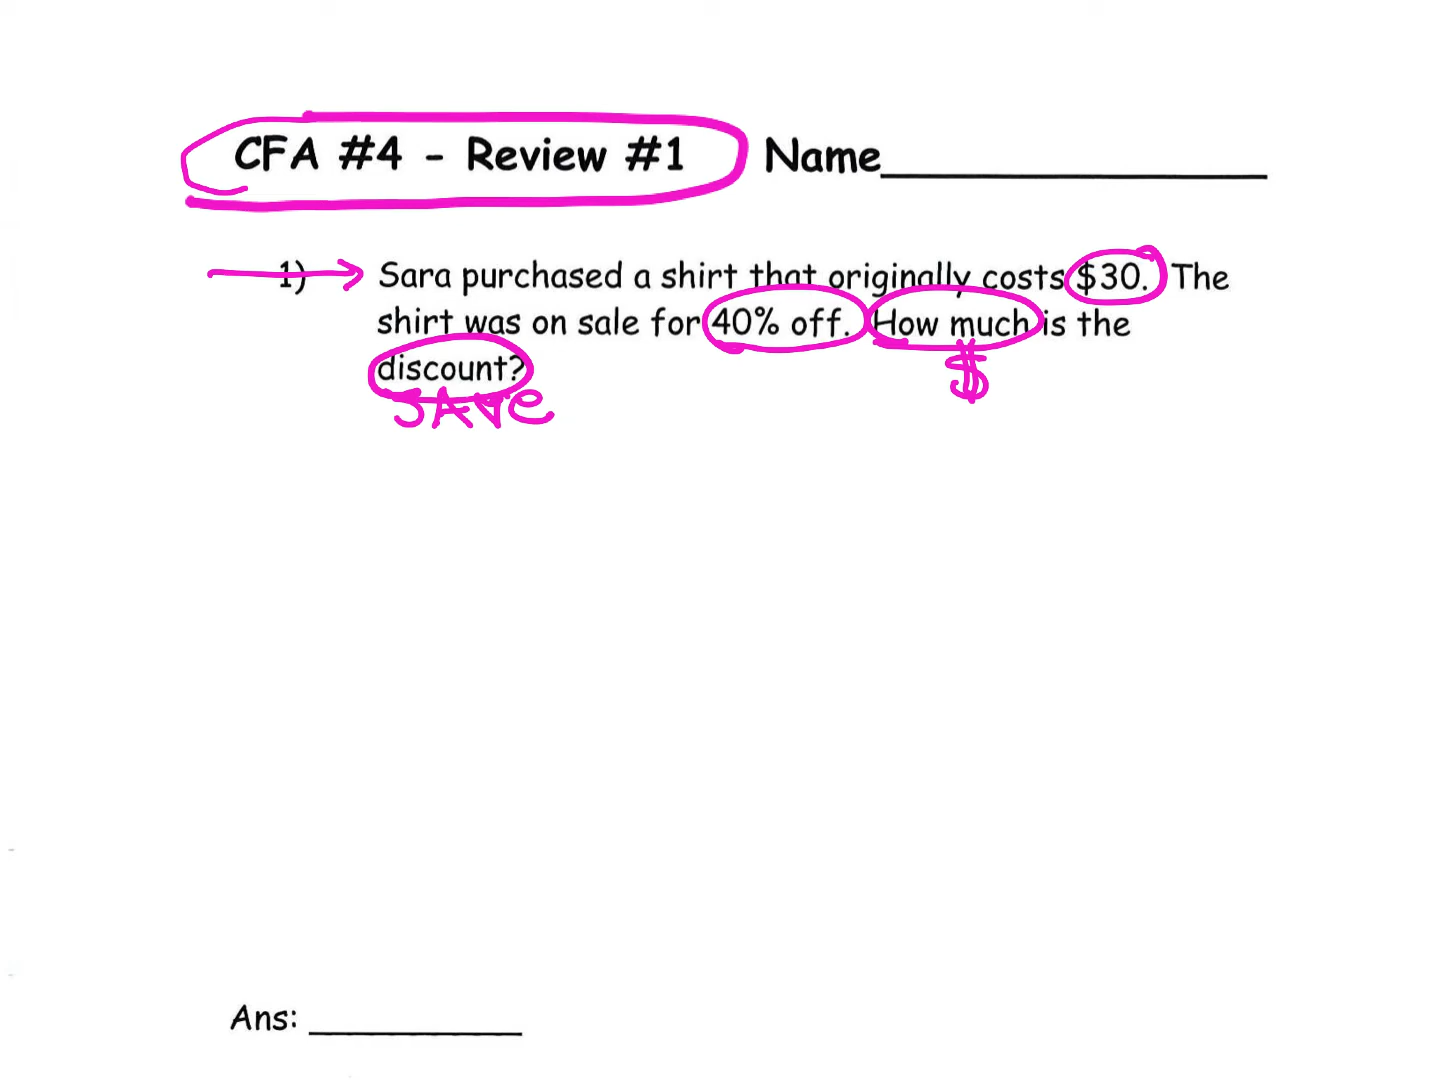 CFA #4 - Review #1 Name
1) Sara purchased a shirt that originally costs $30. The
shirt was on sale for 40% off. How much is the
discount?
$
SAVE
Ans: